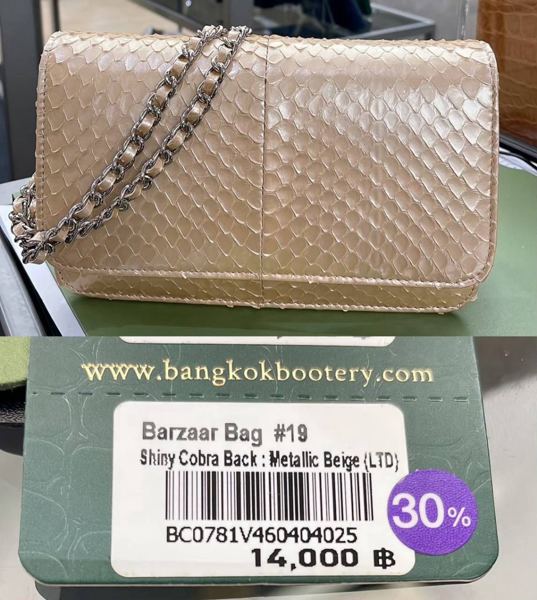 www.bangkokbootery.com
Barzaar Bag #19
Shiny Cobra Back : Metallic Beige {LTD}
30%
BC0781V460404025
14,000 ฿